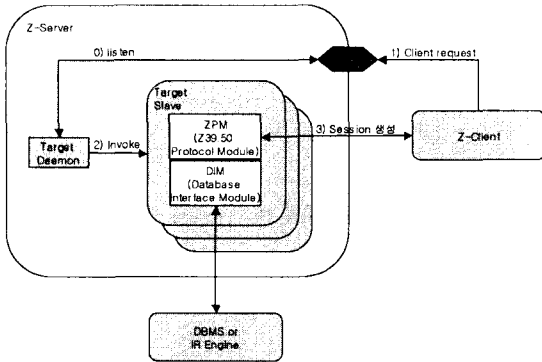 Z-Server
0) listen
1) Client request
Target
Slave
ZPM
(Z39.50
Protocol Module)
3) Session 생성
Z-Client
Target
Daemon
2) Invoke
DIM
(Database
Interface Module)
DBMS or
IR Engine